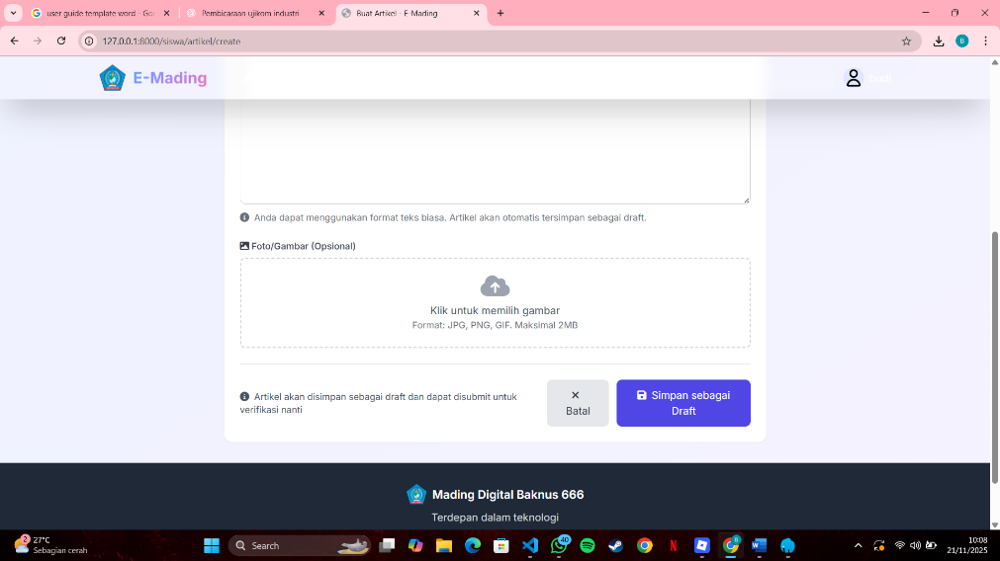 user guide template word - Go
Pembicaraan ujikom industri
Buat Artikel - E-Mading
127.0.0.1:8000/siswa/artikel/create
B
E-Mading
budi
Anda dapat menggunakan format teks biasa. Artikel akan otomatis tersimpan sebagai draft.
Foto/Gambar (Opsional)
Klik untuk memilih gambar
Format: JPG, PNG, GIF. Maksimal 2MB
Artikel akan disimpan sebagai draft dan dapat disubmit untuk
verifikasi nanti
Batal
Simpan sebagai
Draft
Mading Digital Baknus 666
Terdepan dalam teknologi
2
27°C
Sebagian cerah
Search
40
10:08
21/11/2025